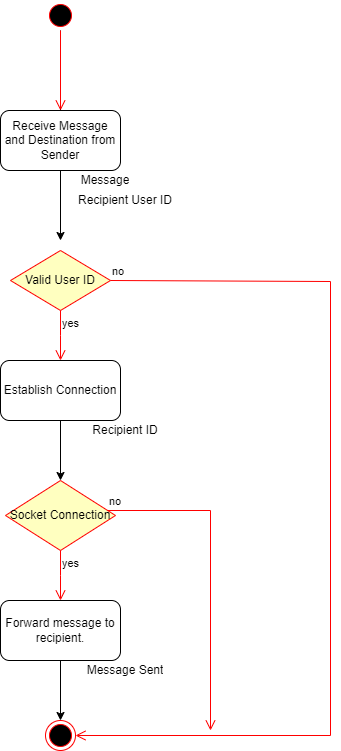 Receive Message
and Destination from
Sender
Message
Recipient User ID
Valid User ID
no
yes
Establish Connection
Recipient ID
Socket Connection
no
yes
Forward message to
recipient.
Message Sent